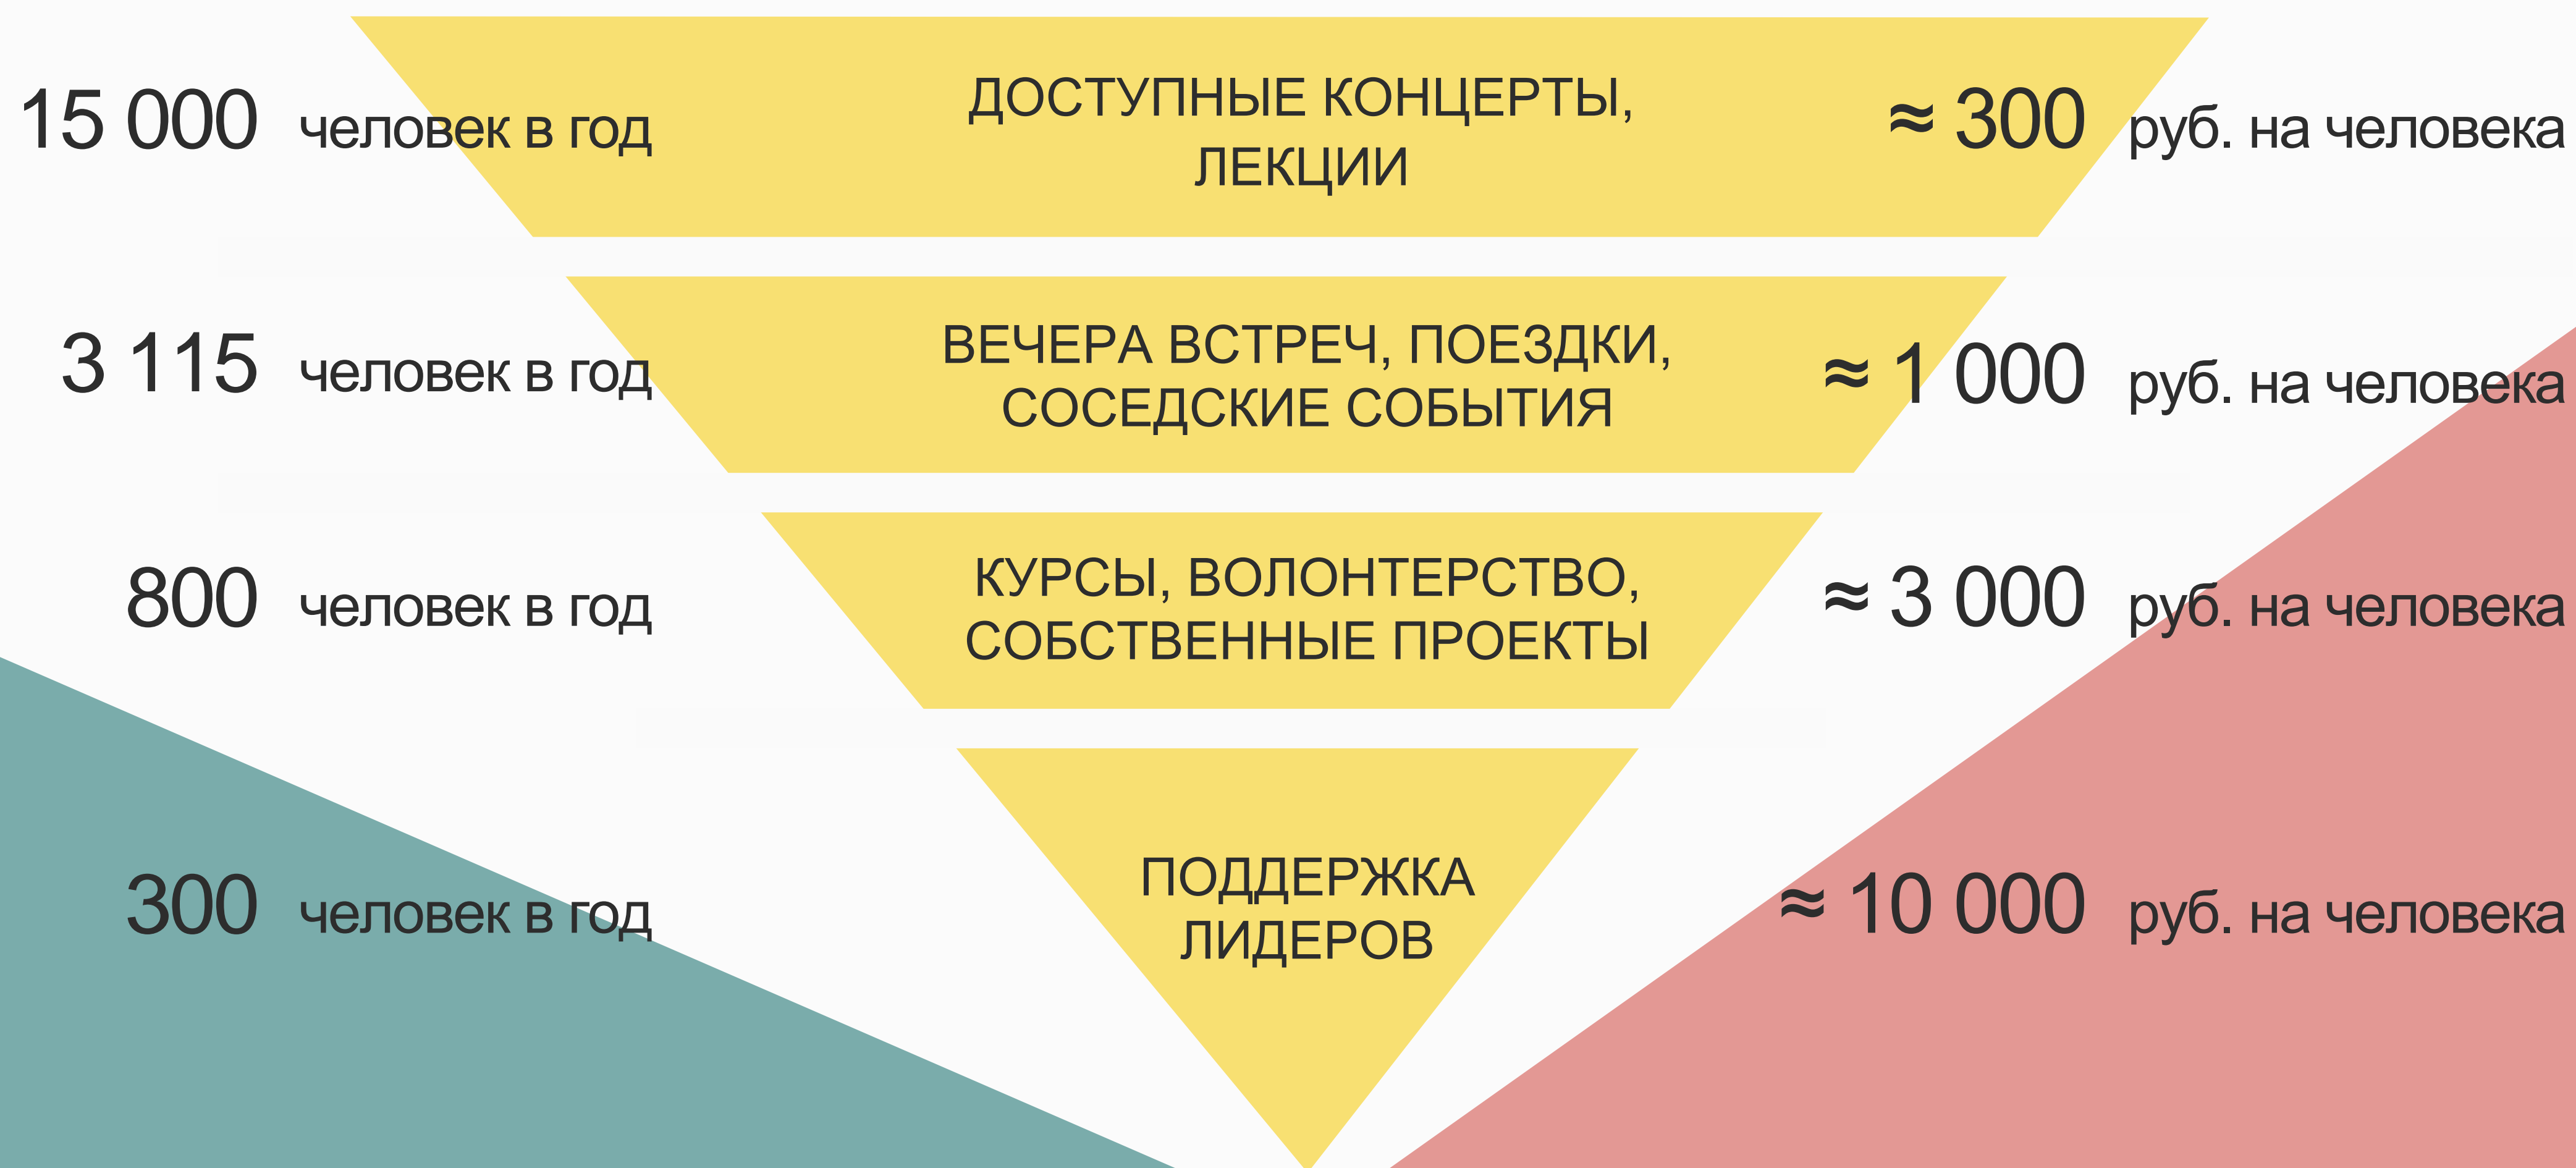 15 000 человек в год
ДОСТУПНЫЕ КОНЦЕРТЫ,
ЛЕКЦИИ
≈ 300 руб. на человека
3 115 человек в год
ВЕЧЕРА ВСТРЕЧ, ПОЕЗДКИ,
СОСЕДСКИЕ СОБЫТИЯ
≈ 1 000 руб. на человека
800 человек в год
КУРСЫ, ВОЛОНТЕРСТВО,
СОБСТВЕННЫЕ ПРОЕКТЫ
≈ 3 000 руб. на человека
300 человек в год
ПОДДЕРЖКА
ЛИДЕРОВ
≈ 10 000 руб. на человека